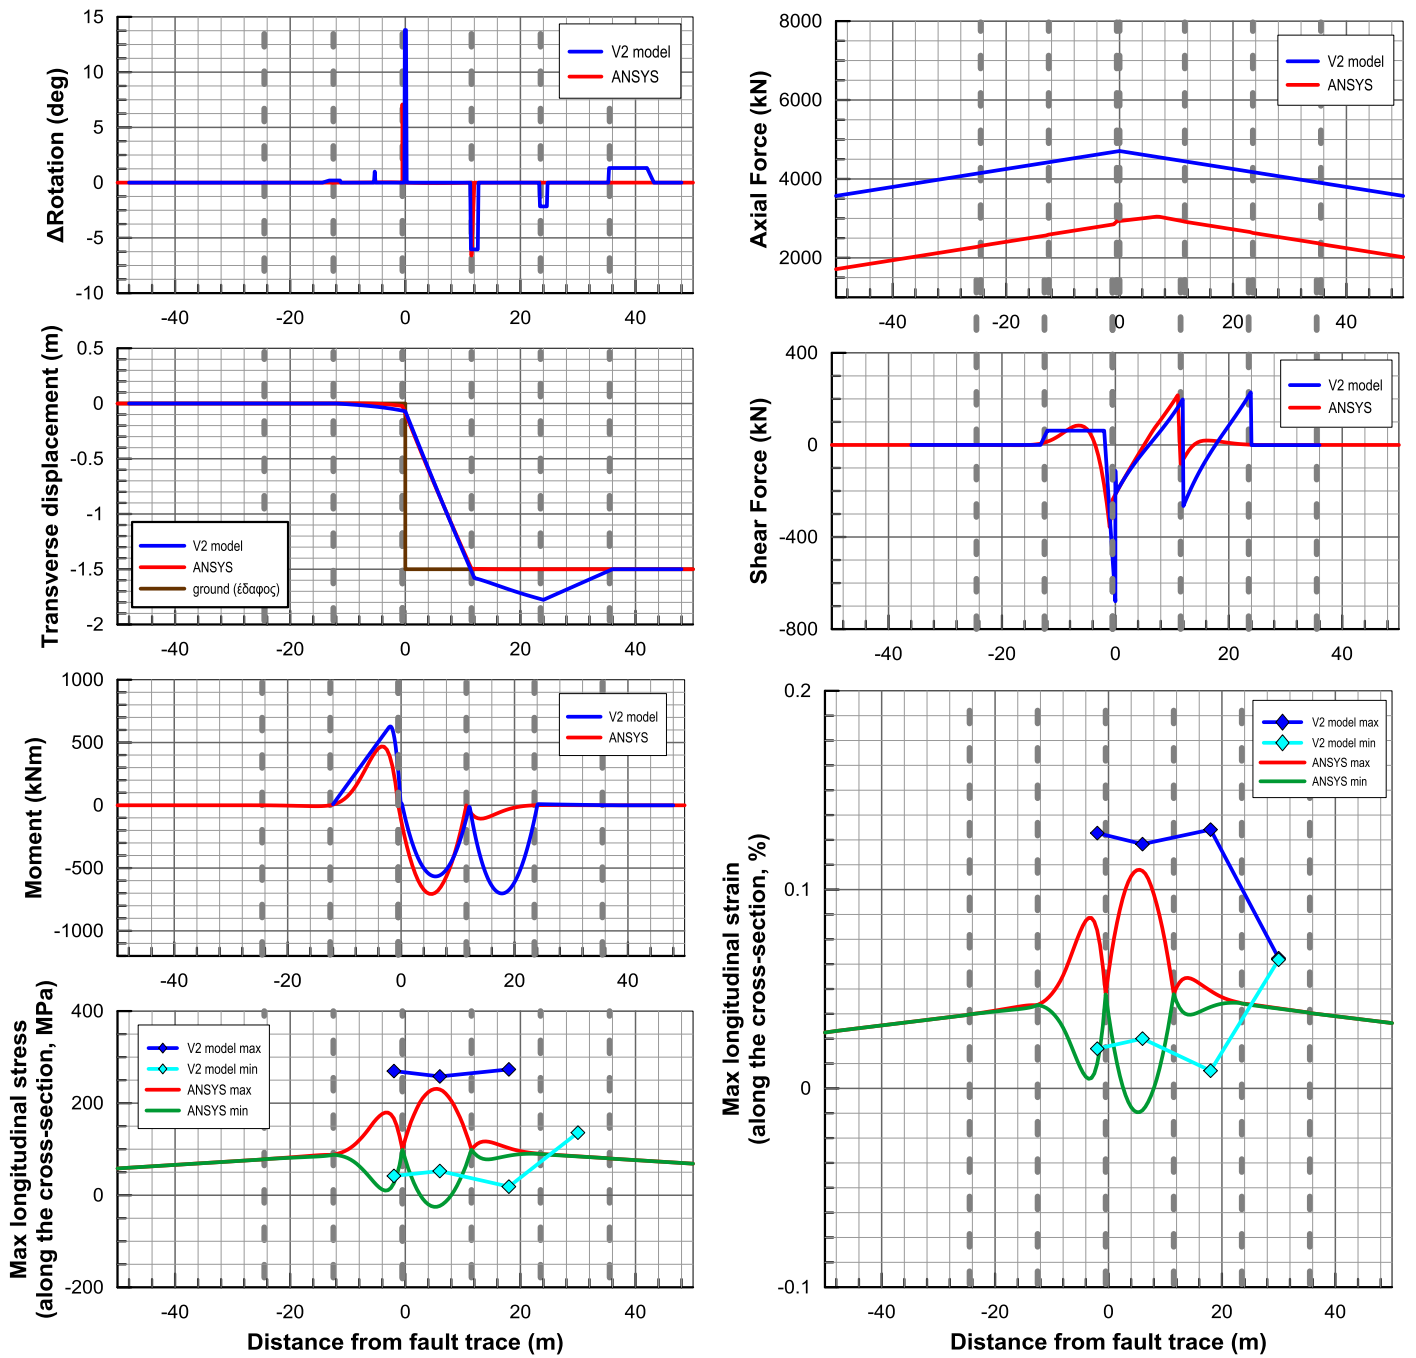 15
10
5
0
-5
-10
ΔRotation (deg)
V2 model
ANSYS
-40
-20
0
20
40
8000
6000
4000
2000
Axial Force (kN)
V2 model
ANSYS
-40
-20
0
20
40
0.5
0
-0.5
-1
-1.5
-2
Transverse displacement (m)
V2 model
ANSYS
ground (έδαφος)
-40
-20
0
20
40
400
0
-400
-800
Shear Force (kN)
V2 model
ANSYS
-40
-20
0
20
40
1000
500
0
-500
-1000
Moment (kNm)
V2 model
ANSYS
-40
-20
0
20
40
400
200
0
-200
Max longitudinal stress
(along the cross-section, MPa)
V2 model max
V2 model min
ANSYS max
ANSYS min
-40
-20
0
20
40
Distance from fault trace (m)
0.2
0.1
0
-0.1
Max longitudinal strain
(along the cross-section, %)
V2 model max
V2 model min
ANSYS max
ANSYS min
-40
-20
0
20
40
Distance from fault trace (m)